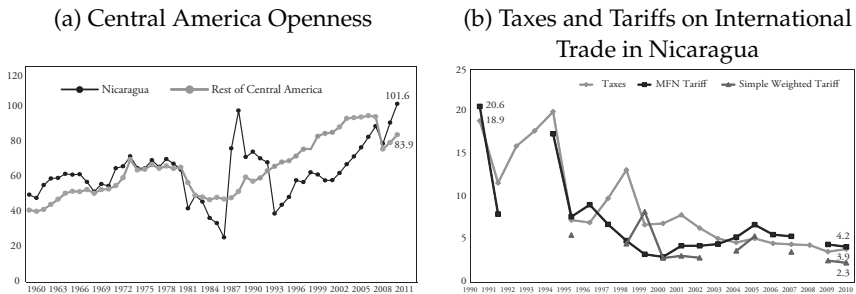 (a) Central America Openness
120
100
80
60
40
20
0
Nicaragua
Rest of Central America
101.6
83.9
1960 1963 1966 1969 1972 1975 1978 1981 1984 1987 1990 1993 1996 1999 2002 2005 2008 2011
(b) Taxes and Tariffs on International
Trade in Nicaragua
25
20
15
10
5
0
Taxes
MFN Tariff
Simple Weighted Tariff
20.6
18.9
4.2
3.9
2.3
1990 1991 1992 1993 1994 1995 1996 1997 1998 1999 2000 2001 2002 2003 2004 2005 2006 2007 2009 2010